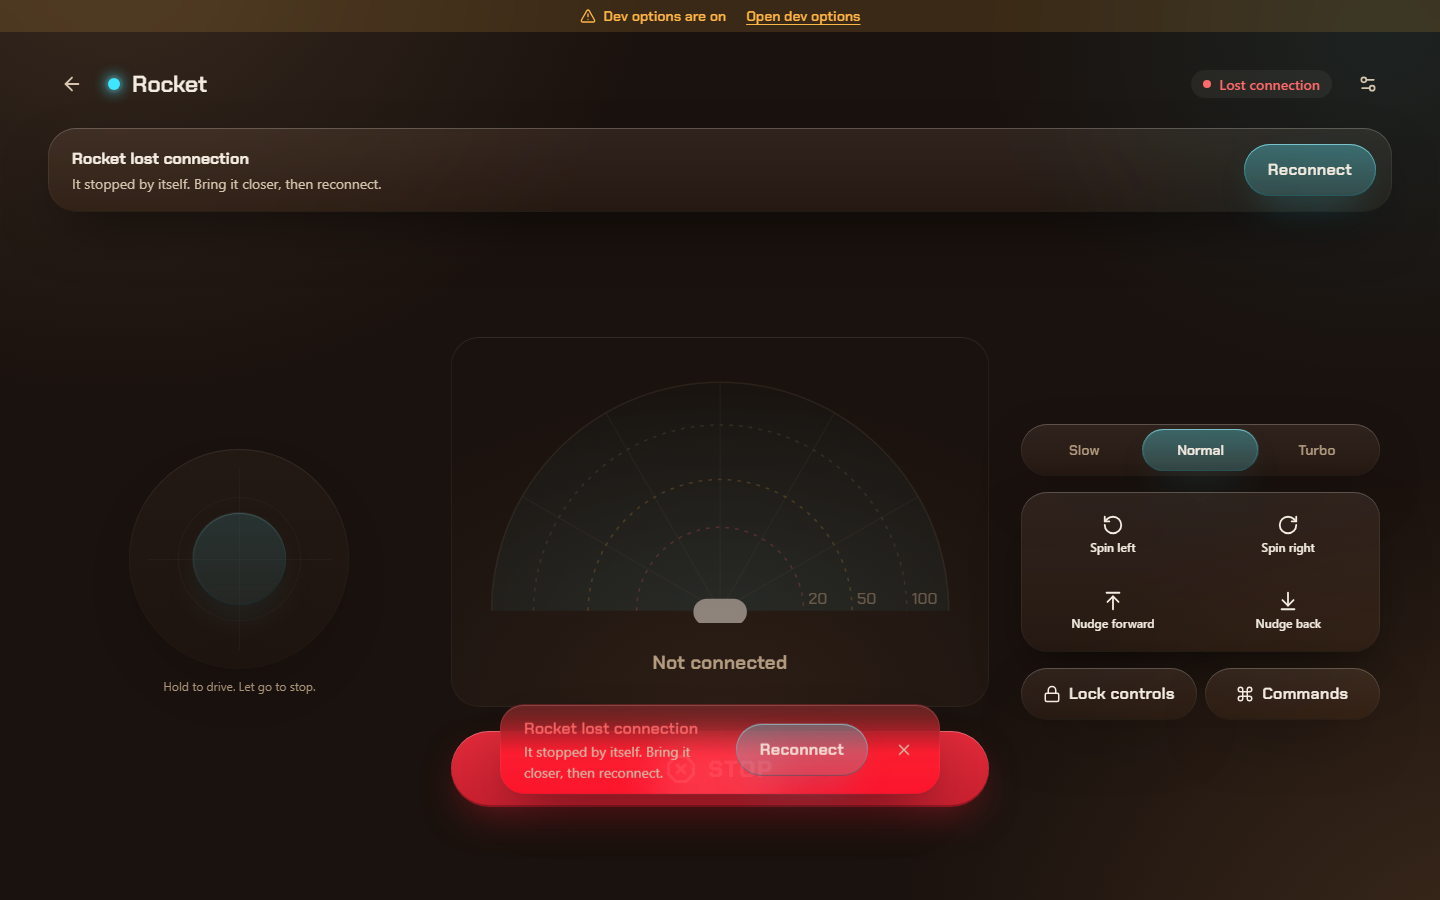 Dev options are on Open dev options
Rocket
Lost connection
Rocket lost connection
It stopped by itself. Bring it closer, then reconnect.
Reconnect
20 50 100
Not connected
Hold to drive. Let go to stop.
Slow Normal Turbo
Spin left Spin right
Nudge forward Nudge back
Lock controls Commands
Rocket lost connection
It stopped by itself. Bring it
closer, then reconnect.
Reconnect
STOP